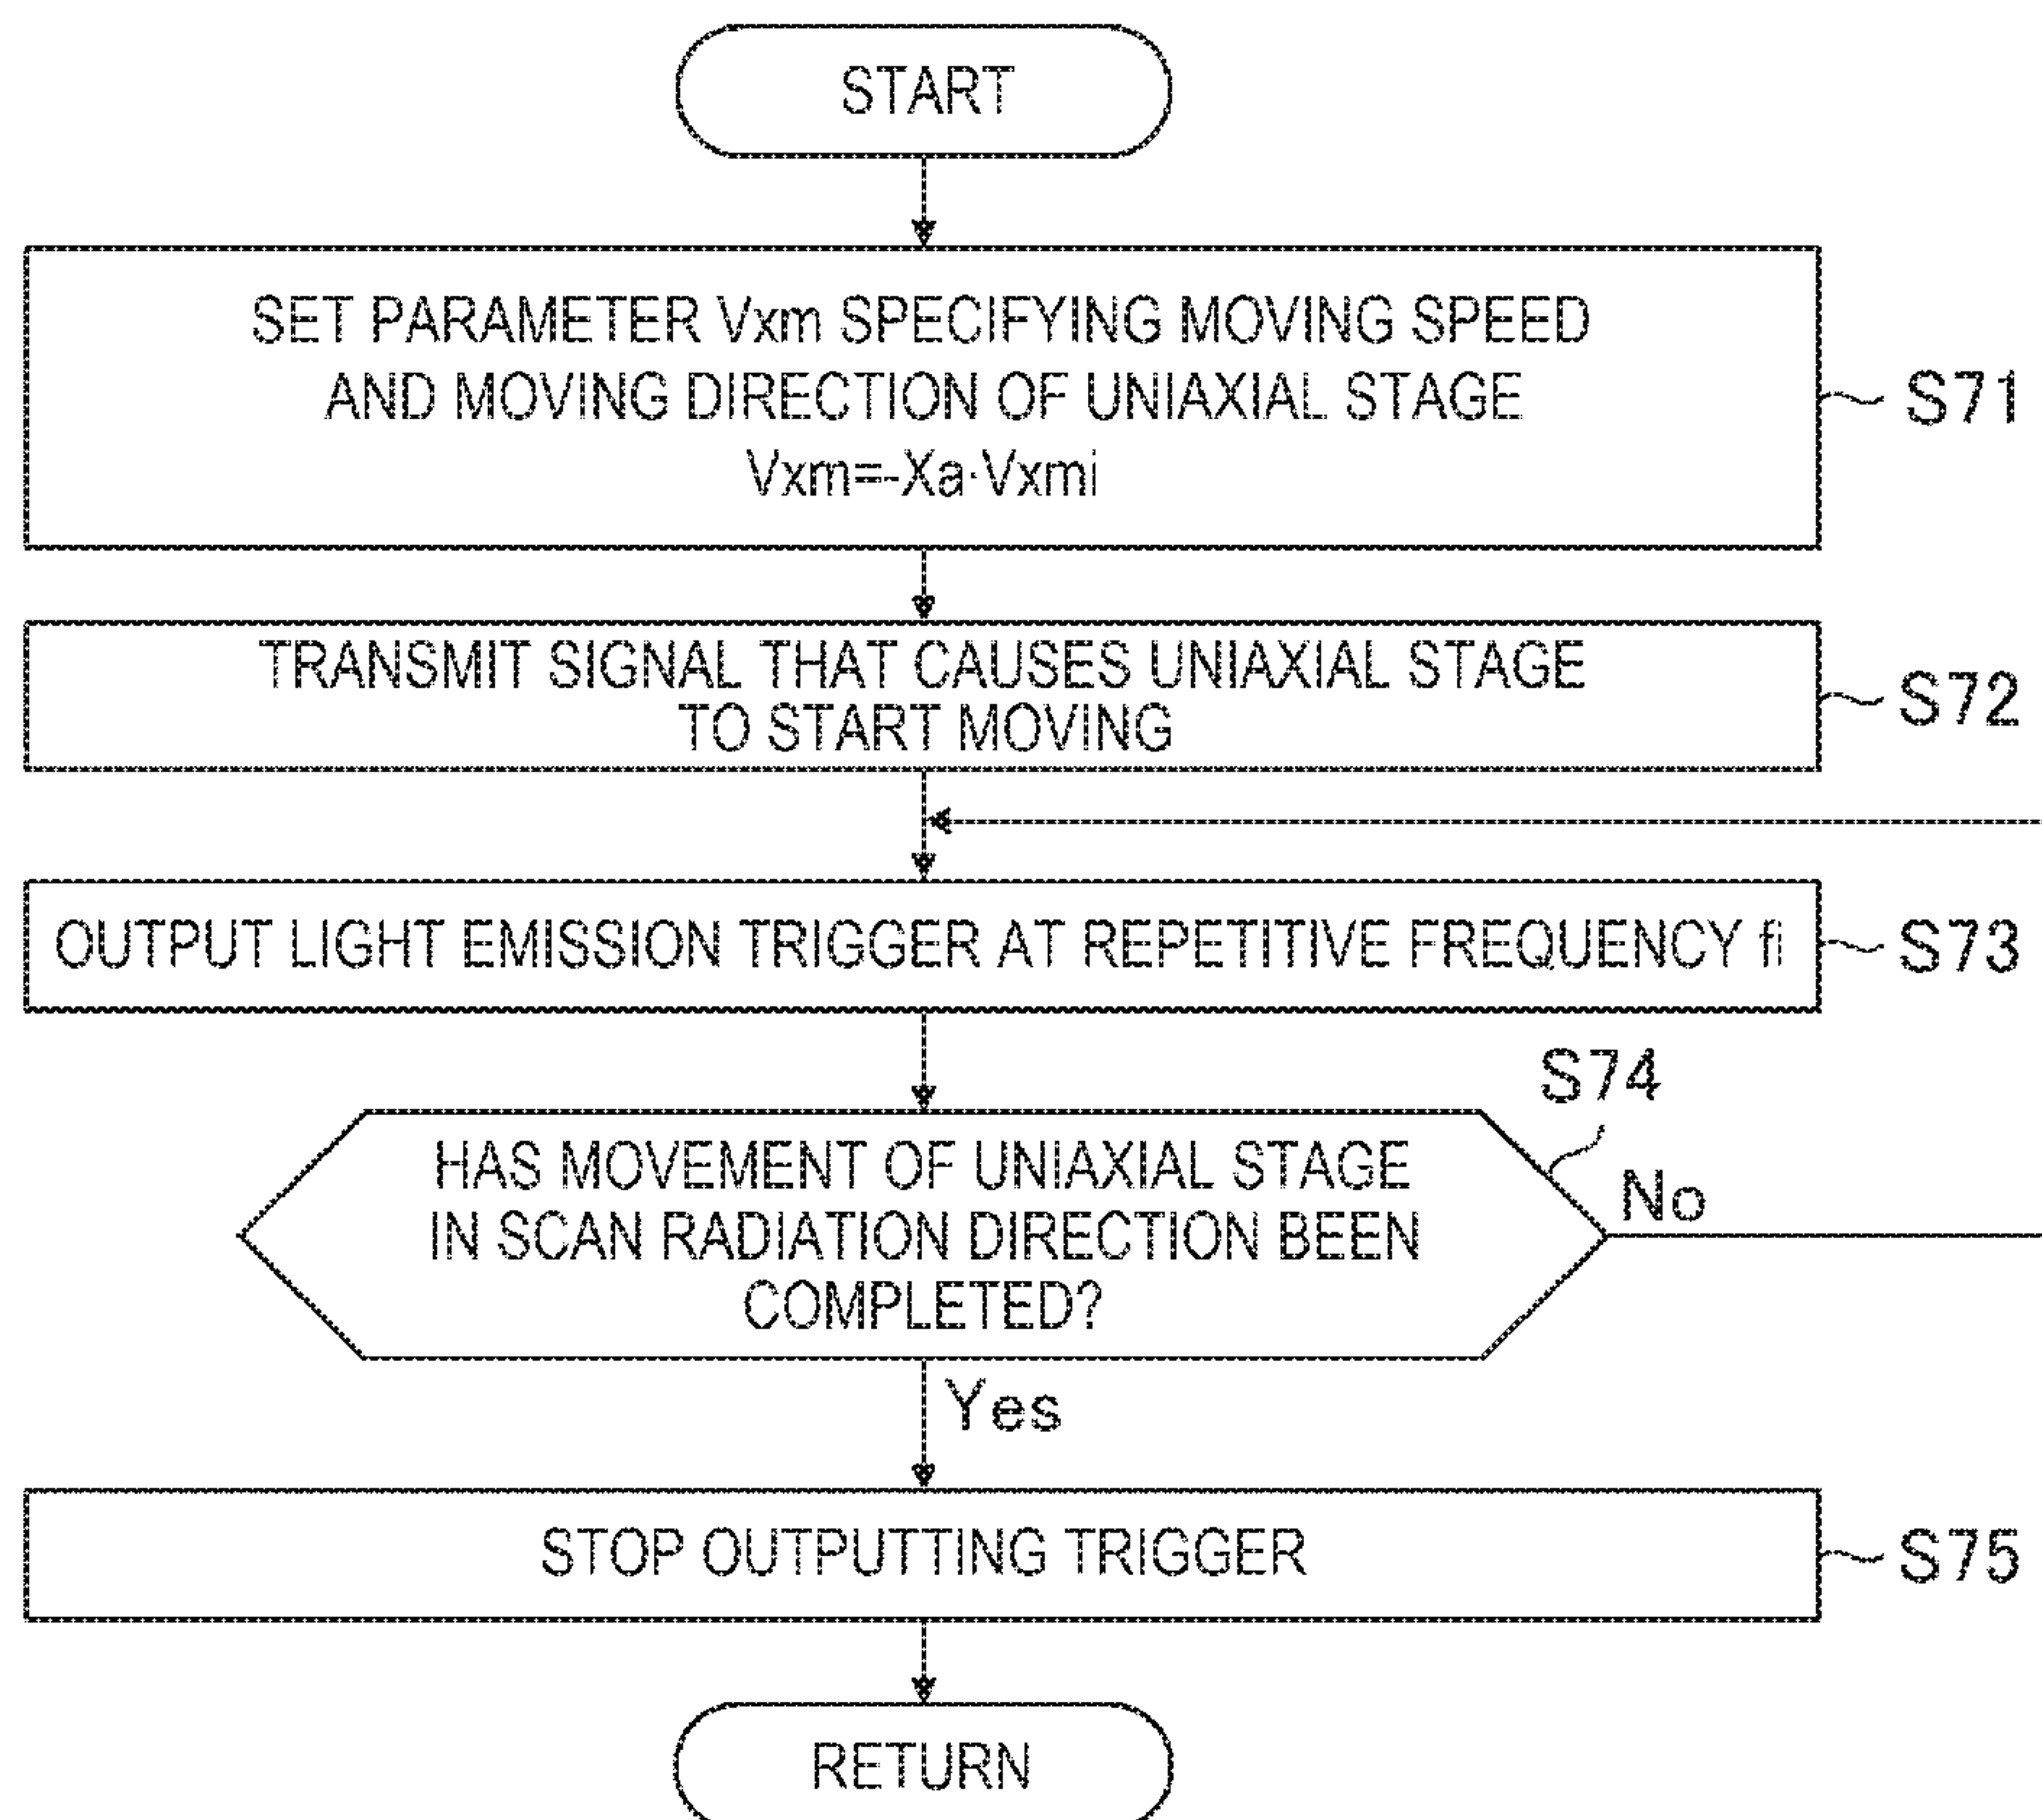 START
SET PARAMETER Vxm SPECIFYING MOVING SPEED
AND MOVING DIRECTION OF UNIAXIAL STAGE
Vxm=-Xa·Vxmi
S71
TRANSMIT SIGNAL THAT CAUSES UNIAXIAL STAGE
TO START MOVING
S72
OUTPUT LIGHT EMISSION TRIGGER AT REPETITIVE FREQUENCY fi
S73
S74
HAS MOVEMENT OF UNIAXIAL STAGE
IN SCAN RADIATION DIRECTION BEEN
COMPLETED?
No
Yes
STOP OUTPUTTING TRIGGER
S75
RETURN